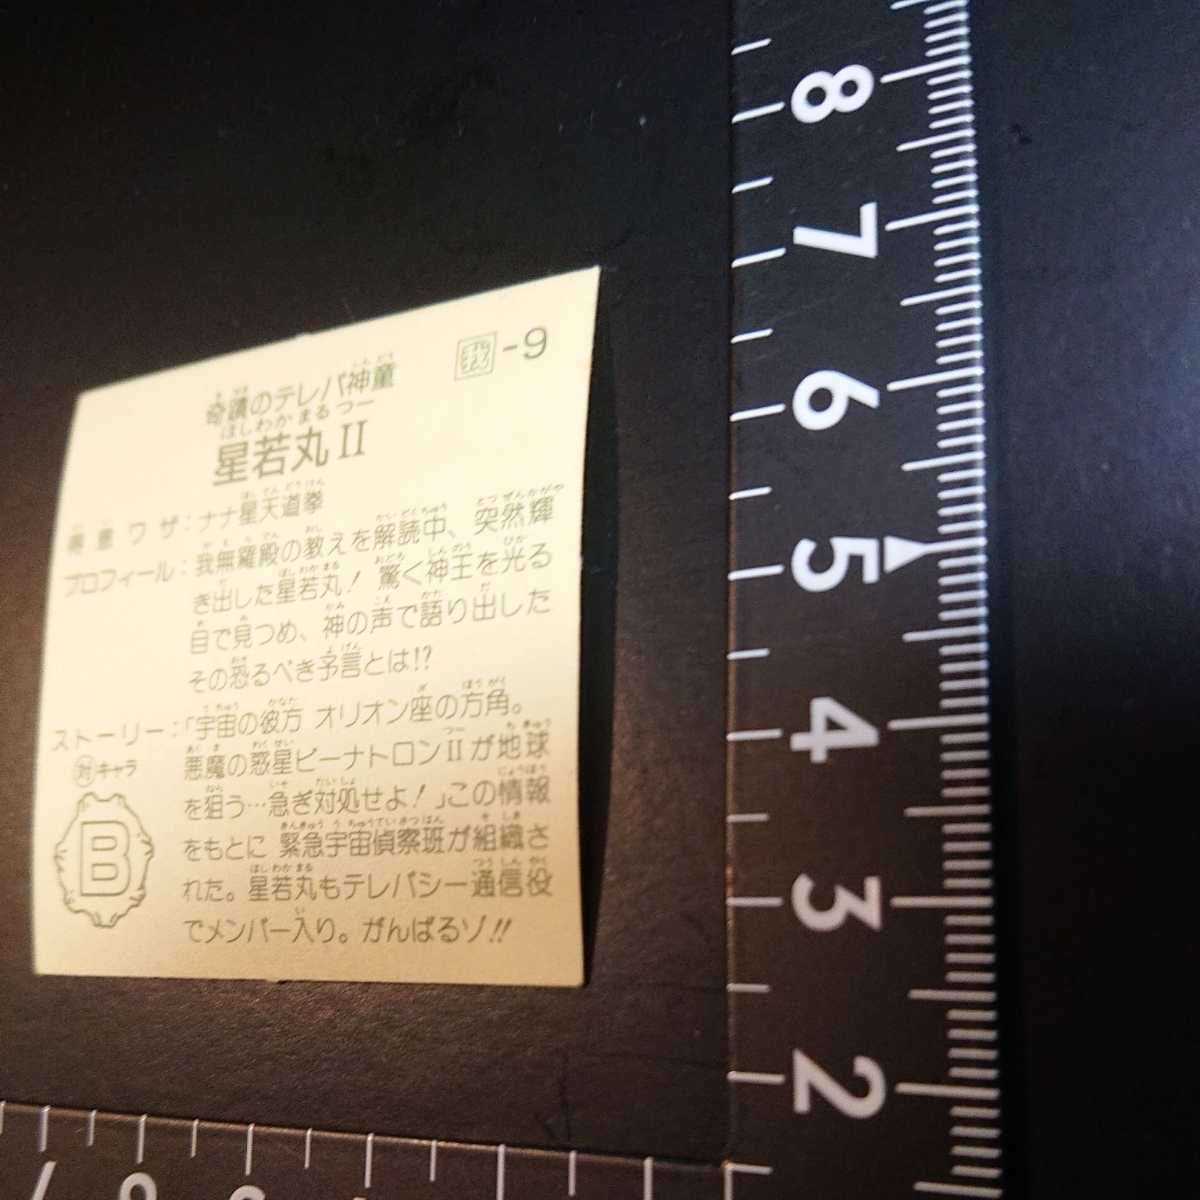 我-9
奇蹟のテレパ神童
ほしわかまるつー
星若丸II
得意ワザ:ナナ星天道拳
プロフィール:我無羅殿の教えを解読中、突然輝
き出した星若丸! 驚く神王を光る
目で見つめ、神の声で語り出した
その恐るべき予言とは!?
ストーリー:「宇宙の彼方 オリオン座の方角。
悪魔の惑星ビーナトロンIIが地球
を狙う…急ぎ対処せよ!」この情報
をもとに 緊急宇宙偵察班が組織さ
れた。星若丸もテレパシー通信役
でメンバー入り。がんばるゾ!!
対キャラ
B
8
7
6
5
4
3
2